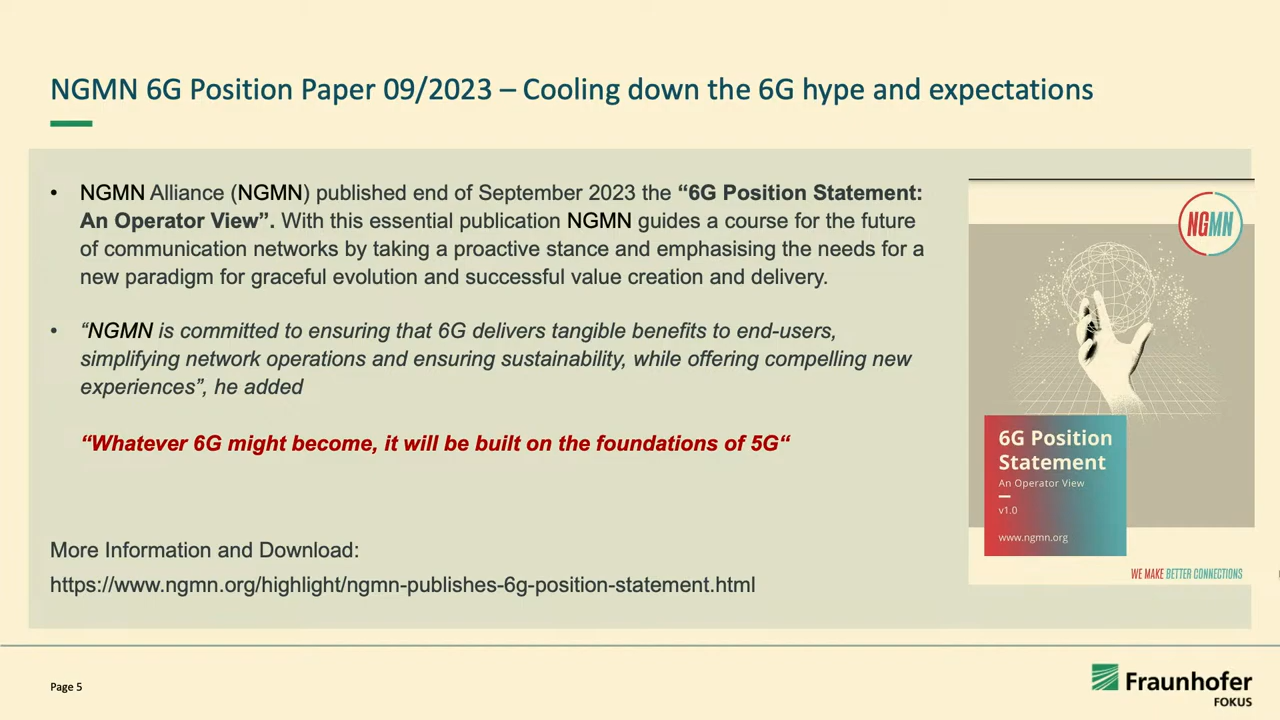 NGMN 6G Position Paper 09/2023 – Cooling down the 6G hype and expectations
• NGMN Alliance (NGMN) published end of September 2023 the “6G Position Statement:
An Operator View”. With this essential publication NGMN guides a course for the future
of communication networks by taking a proactive stance and emphasising the needs for a
new paradigm for graceful evolution and successful value creation and delivery.
• “NGMN is committed to ensuring that 6G delivers tangible benefits to end-users,
simplifying network operations and ensuring sustainability, while offering compelling new
experiences”, he added
“Whatever 6G might become, it will be built on the foundations of 5G“
More Information and Download:
https://www.ngmn.org/highlight/ngmn-publishes-6g-position-statement.html
NGMN
6G Position
Statement
An Operator View
v1.0
www.ngmn.org
WE MAKE BETTER CONNECTIONS
Page 5
Fraunhofer
FOKUS